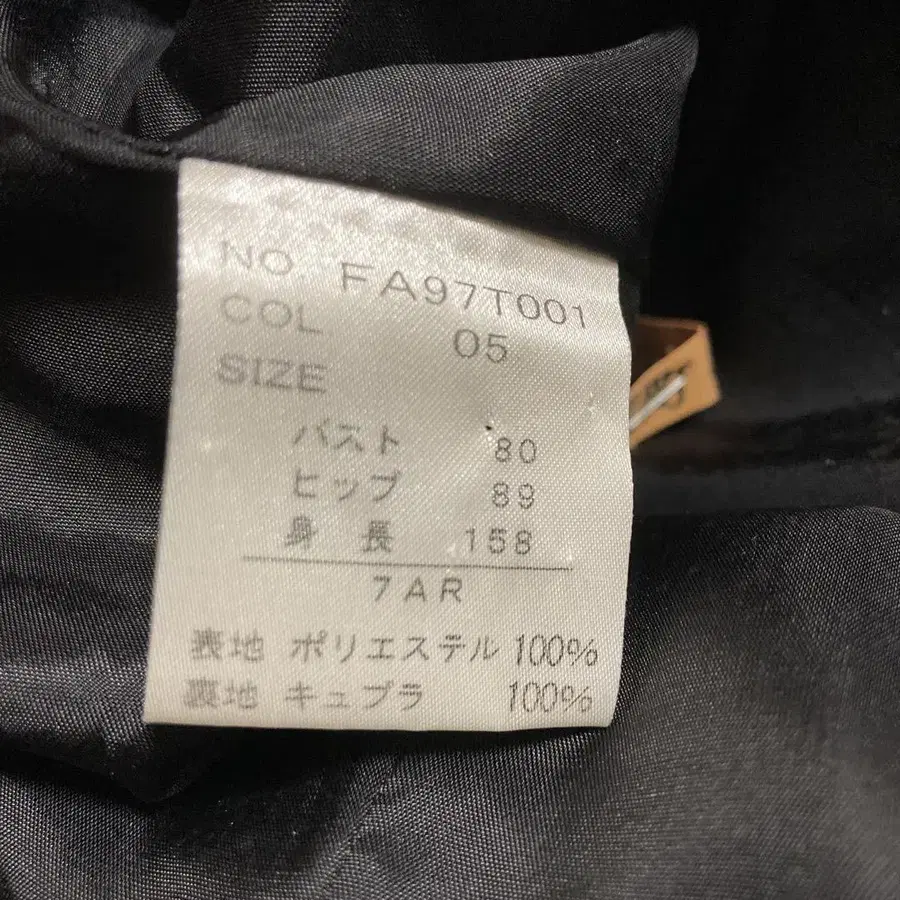 NO FA97T001
COL 05
SIZE
バスト 80
ヒップ 89
身長 158
7AR
表地 ポリエステル 100%
裏地 キュプラ 100%